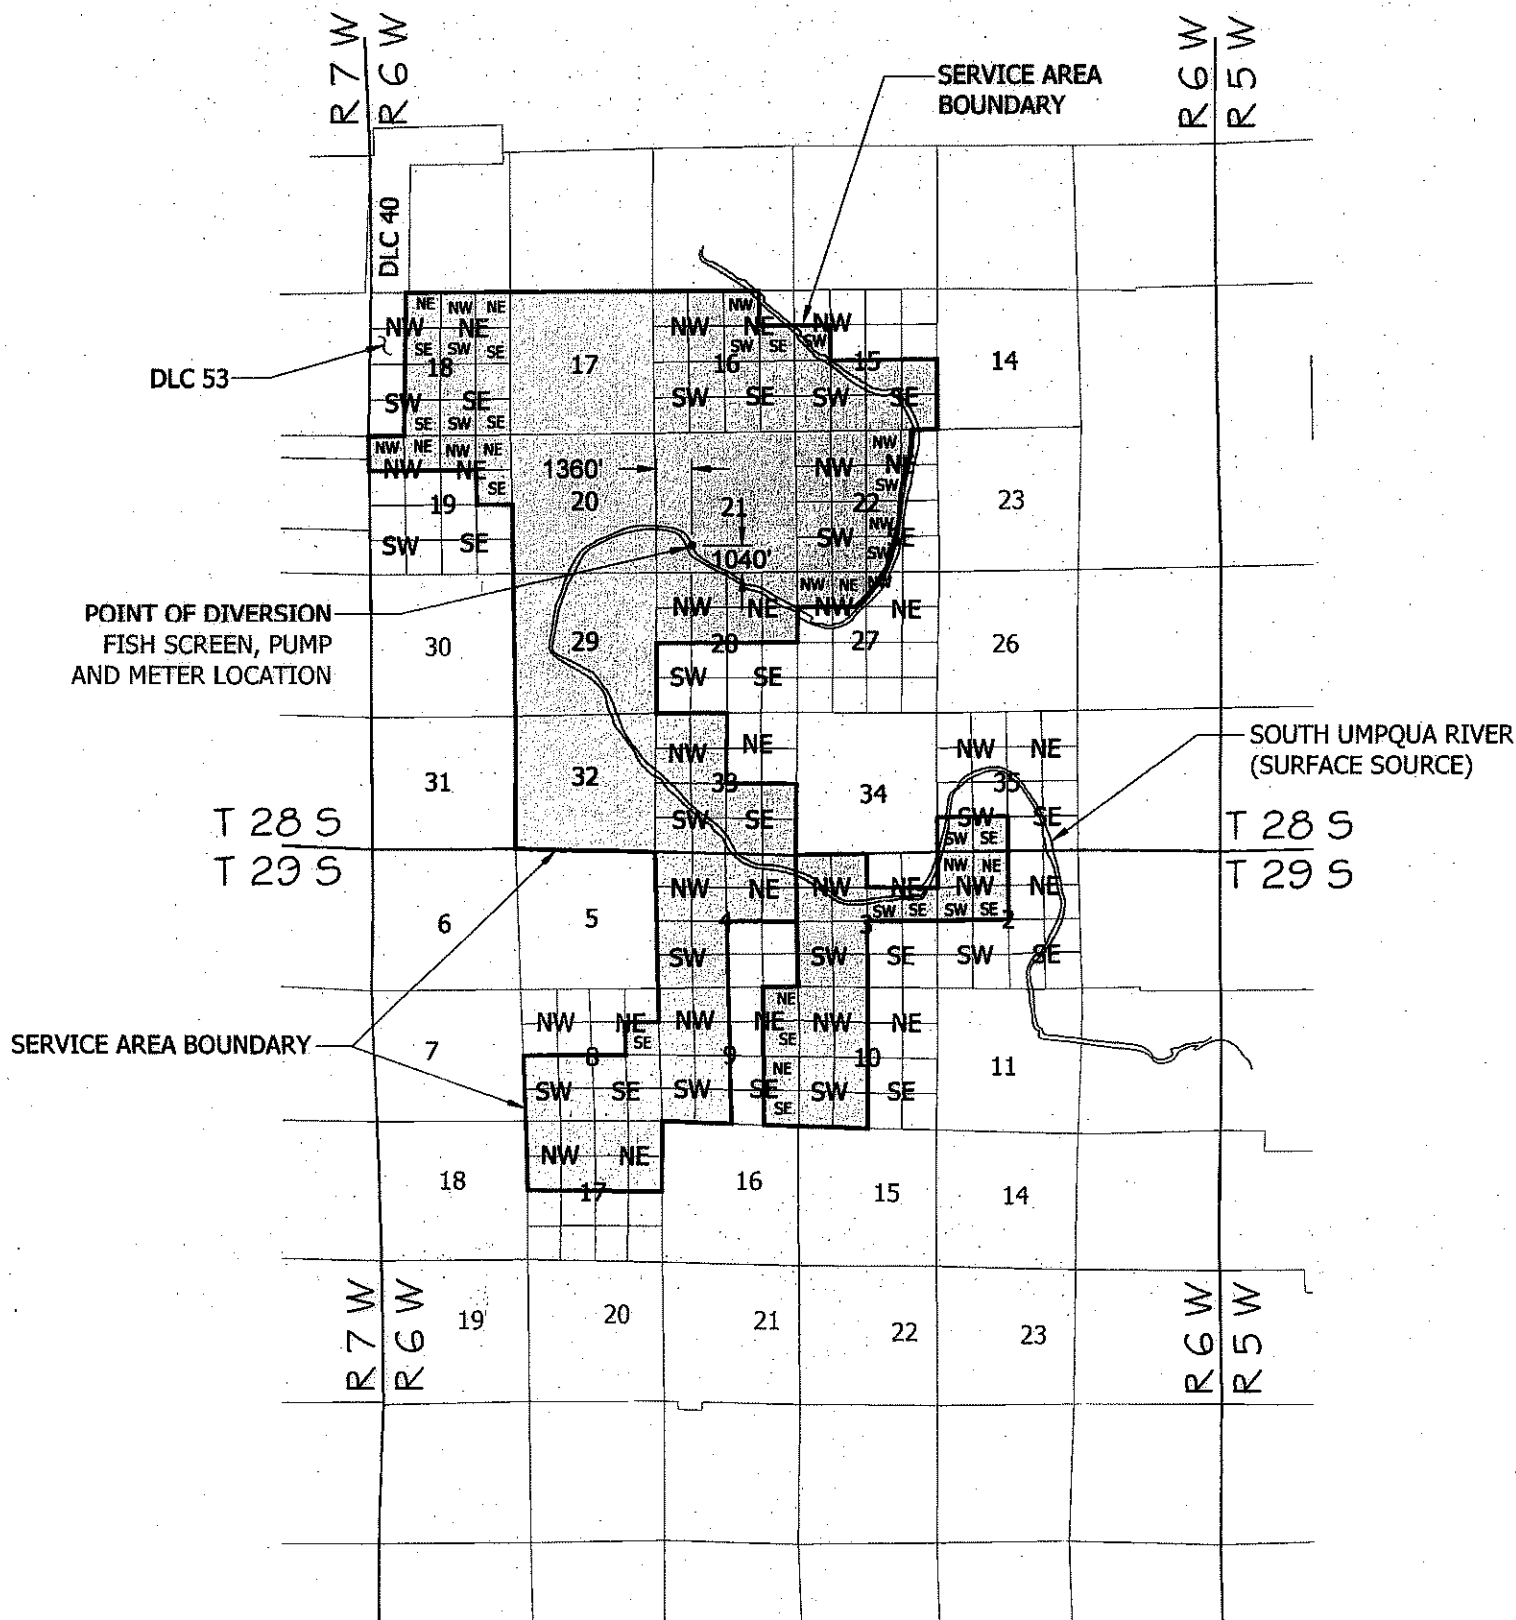 R 7 W
R 6 W
R 6 W
R 5 W
SERVICE AREA
BOUNDARY
DLC 40
NE NW NE NW
NW NE NW NE NW
SE SW SE SW SE SW
DLC 53
18 17 16 15 14
SW SE SW SE SW SE
SE SW SE
NW NE NW NE NW
NW NE 1360' NW NE
SE SW
19 20 21 22 23
NW
SW SE SW SE
SW
1040'
NW NE NW
POINT OF DIVERSION
FISH SCREEN, PUMP
AND METER LOCATION
NW NE NW NE
30 29 28 27 26
SW SE
SOUTH UMPQUA RIVER
(SURFACE SOURCE)
NW NE NW NE
31 32 33 34 35
SW SE SW SE
SW SE
T 28 S
T 28 S
T 29 S
T 29 S
NW NE
NW NE NW NE NW NE
SW SE SW SE
6 5 4 3 2
SW SW SE SW SE
NE
NW NE NW NE NW NE
SE SE
SERVICE AREA BOUNDARY
7 8 9 10 11
NE
SW SE SW SE SW SE
SE
NW NE
18 17 16 15 14
19 20 21 22 23
R 7 W
R 6 W
R 6 W
R 5 W